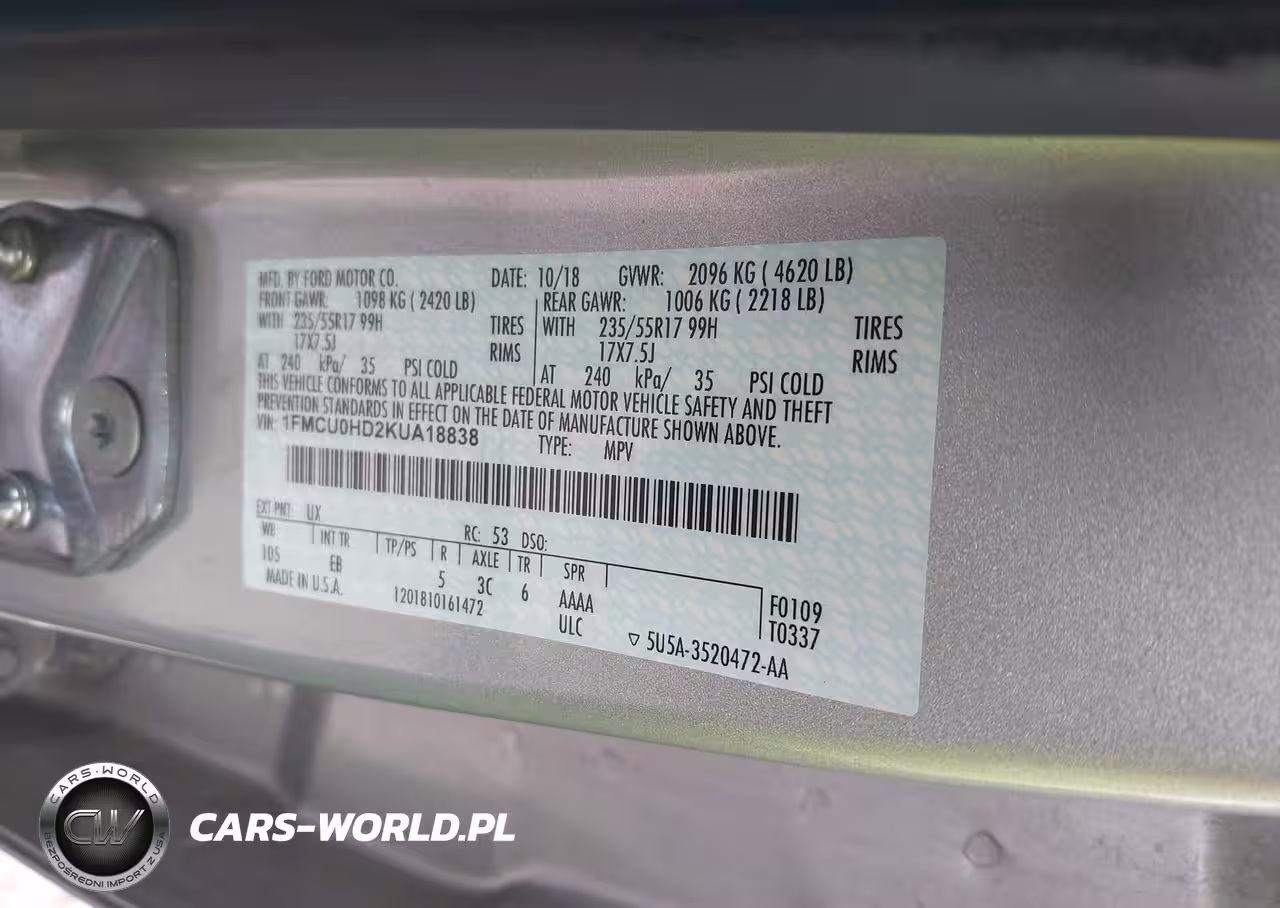 MFD. BY FORD MOTOR CO. DATE: 10/18 GVWR: 2096 KG ( 4620 LB)
FRONT GAWR: 1098 KG ( 2420 LB) REAR GAWR: 1006 KG ( 2218 LB)
WITH 235/55R17 99H TIRES WITH 235/55R17 99H TIRES
17X7.5J RIMS 17X7.5J RIMS
AT 240 kPa/ 35 PSI COLD AT 240 kPa/ 35 PSI COLD
THIS VEHICLE CONFORMS TO ALL APPLICABLE FEDERAL MOTOR VEHICLE SAFETY AND THEFT
PREVENTION STANDARDS IN EFFECT ON THE DATE OF MANUFACTURE SHOWN ABOVE.
VIN: 1FMCU0HD2KUA18838 TYPE: MPV
EXT PNT: UX RC: 53 DSO:
WB INT TR TP/PS R AXLE TR SPR
105 EB 5 3C 6 AAAA F0109
MADE IN U.S.A. 1201810161472 ULC T0337
▽ 5U5A-3520472-AA
CARS-WORLD
CW
BEZPOŚREDNI IMPORT Z USA
CARS-WORLD.PL